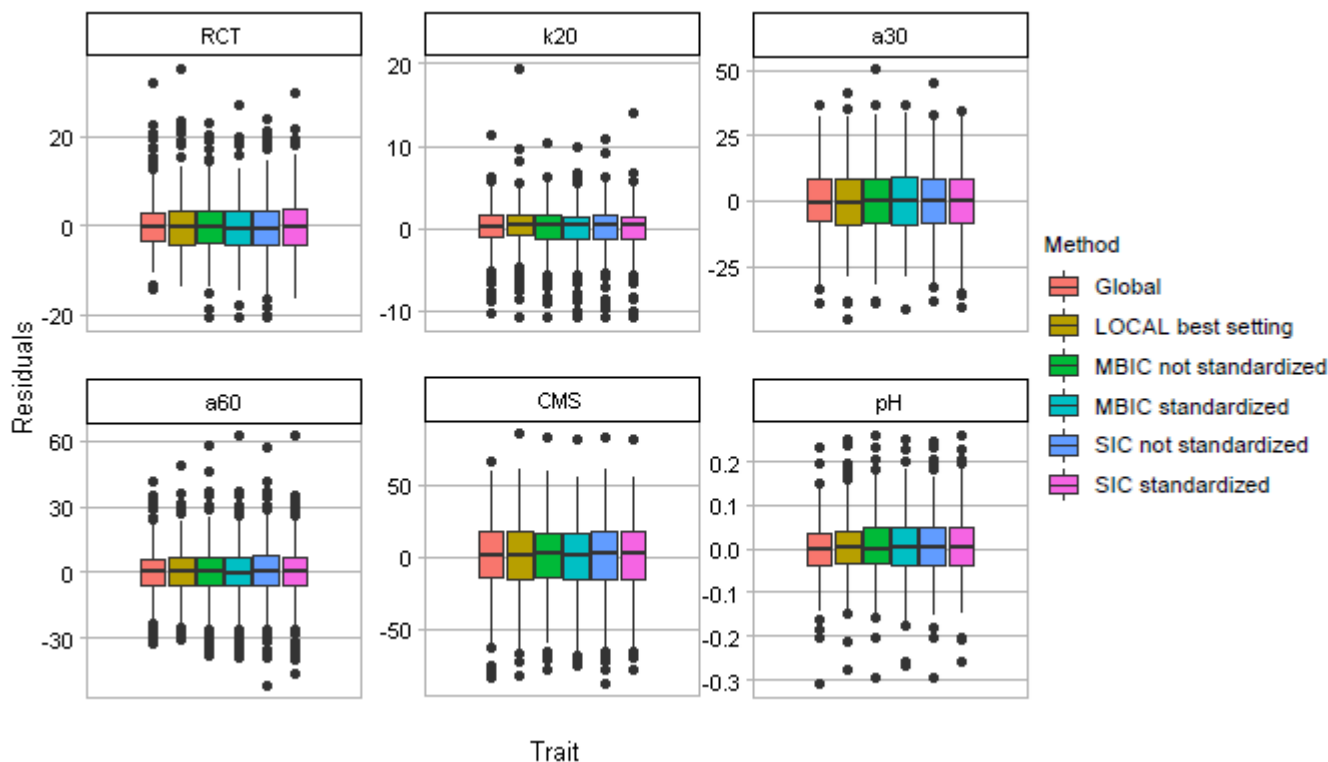 RCT
k20
a30
20
0
-20
20
10
0
-10
50
25
0
-25
a60
CMS
pH
60
30
0
-30
50
0
-50
0.2
0.1
0.0
-0.1
-0.2
-0.3
Residuals
Trait
Method
Global
LOCAL best setting
MBIC not standardized
MBIC standardized
SIC not standardized
SIC standardized